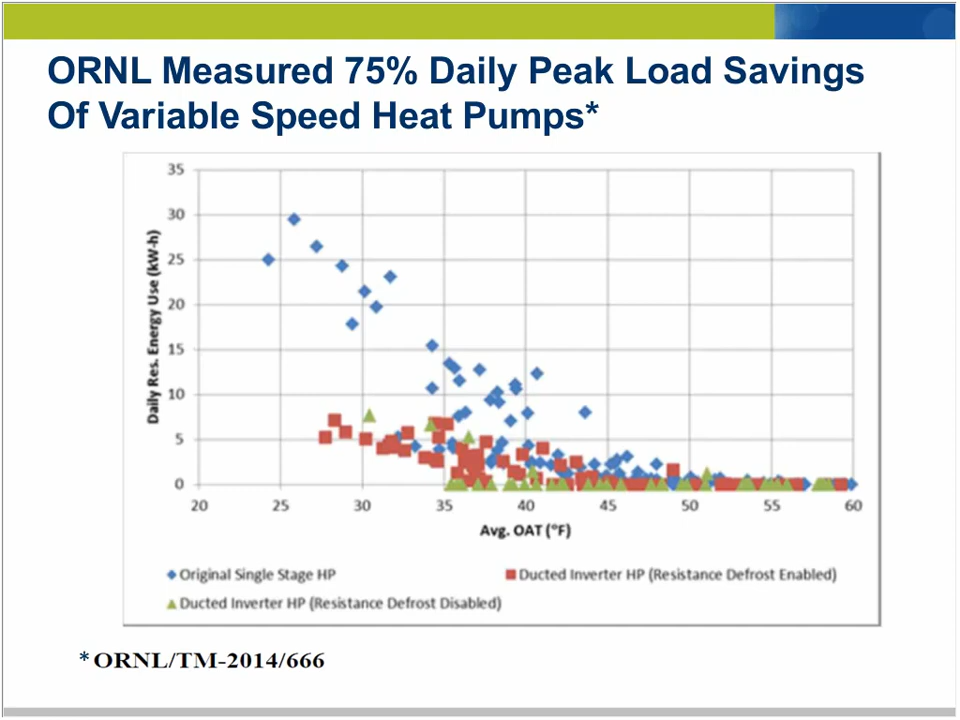 ORNL Measured 75% Daily Peak Load Savings
Of Variable Speed Heat Pumps*
35
30
25
20
15
10
5
0
Daily Res. Energy Use (kW-h)
20 25 30 35 40 45 50 55 60
Avg. OAT (°F)
Original Single Stage HP
Ducted Inverter HP (Resistance Defrost Enabled)
Ducted Inverter HP (Resistance Defrost Disabled)
*ORNL/TM-2014/666